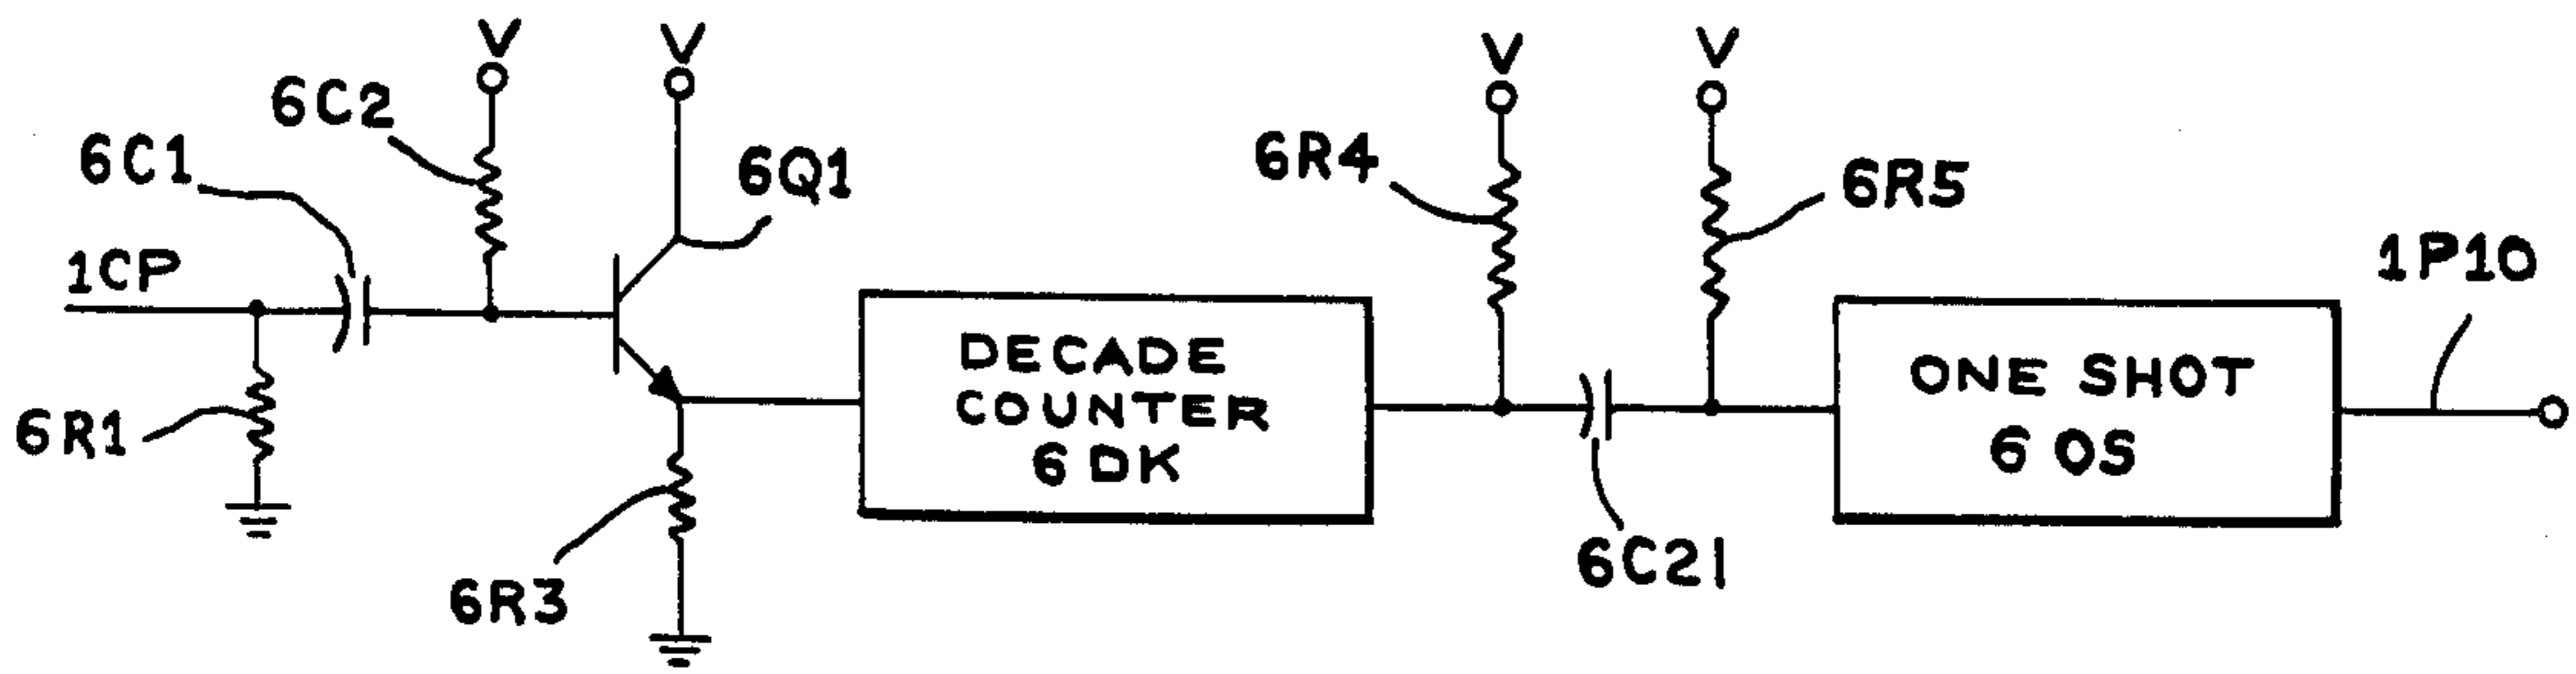 V
V
V
V
6C2
6C1
6Q1
6R4
6R5
1CP
1P10
DECADE
COUNTER
6 DK
ONE SHOT
6 OS
6R1
6R3
6C21